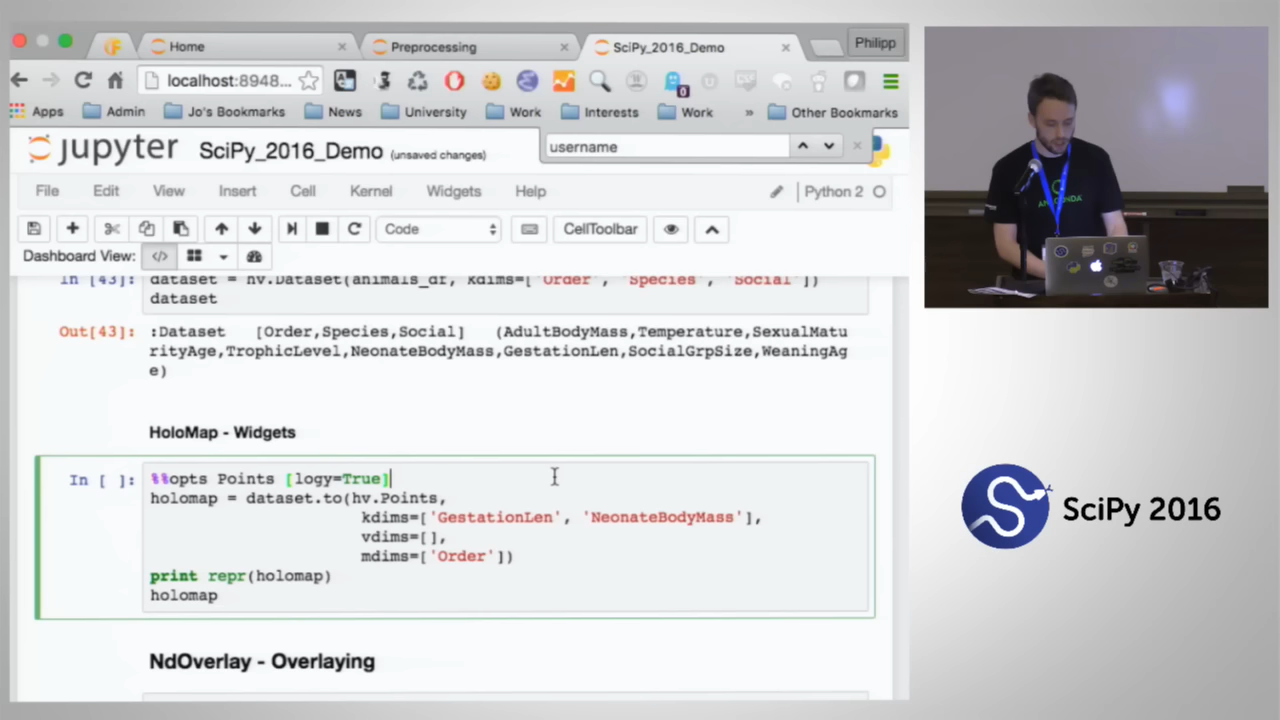 Home
Preprocessing
SciPy_2016_Demo
Philipp
localhost:8948...
0
Apps
Admin
Jo's Bookmarks
News
University
Work
Interests
Work
»
Other Bookmarks
jupyter SciPy_2016_Demo (unsaved changes)
username
File Edit View Insert Cell Kernel Widgets Help
Python 2
Code
CellToolbar
Dashboard View:
</>
In [43]: dataset = hv.Dataset(animals_df, kdims=['Order', 'Species', 'Social'])
dataset
Out[43]: :Dataset [Order,Species,Social] (AdultBodyMass,Temperature,SexualMatu
rityAge,TrophicLevel,NeonateBodyMass,GestationLen,SocialGrpSize,WeaningAg
e)
HoloMap - Widgets
In [ ]: %%opts Points [logy=True]
holomap = dataset.to(hv.Points,
kdims=['GestationLen', 'NeonateBodyMass'],
vdims=[],
mdims=['Order'])
print repr(holomap)
holomap
NdOverlay - Overlaying
ANACONDA
SciPy 2016